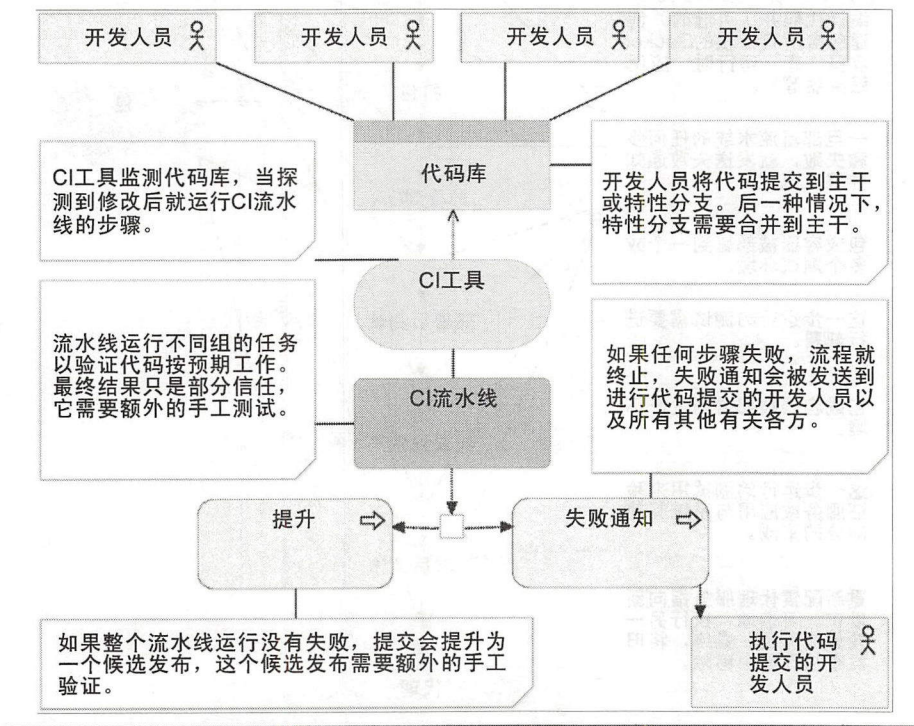 开发人员
开发人员
开发人员
开发人员
代码库
CI工具监测代码库，当探
测到修改后就运行CI流水
线的步骤。
开发人员将代码提交到主干
或特性分支。后一种情况下，
特性分支需要合并到主干。
CI工具
流水线运行不同组的任务
以验证代码按预期工作。
最终结果只是部分信任，
它需要额外的手工测试。
CI流水线
如果任何步骤失败，流程就
终止，失败通知会被发送到
进行代码提交的开发人员以
及所有其他有关各方。
提升
失败通知
如果整个流水线运行没有失败，提交会提升为
一个候选发布，这个候选发布需要额外的手工
验证。
执行代码
提交的开
发人员